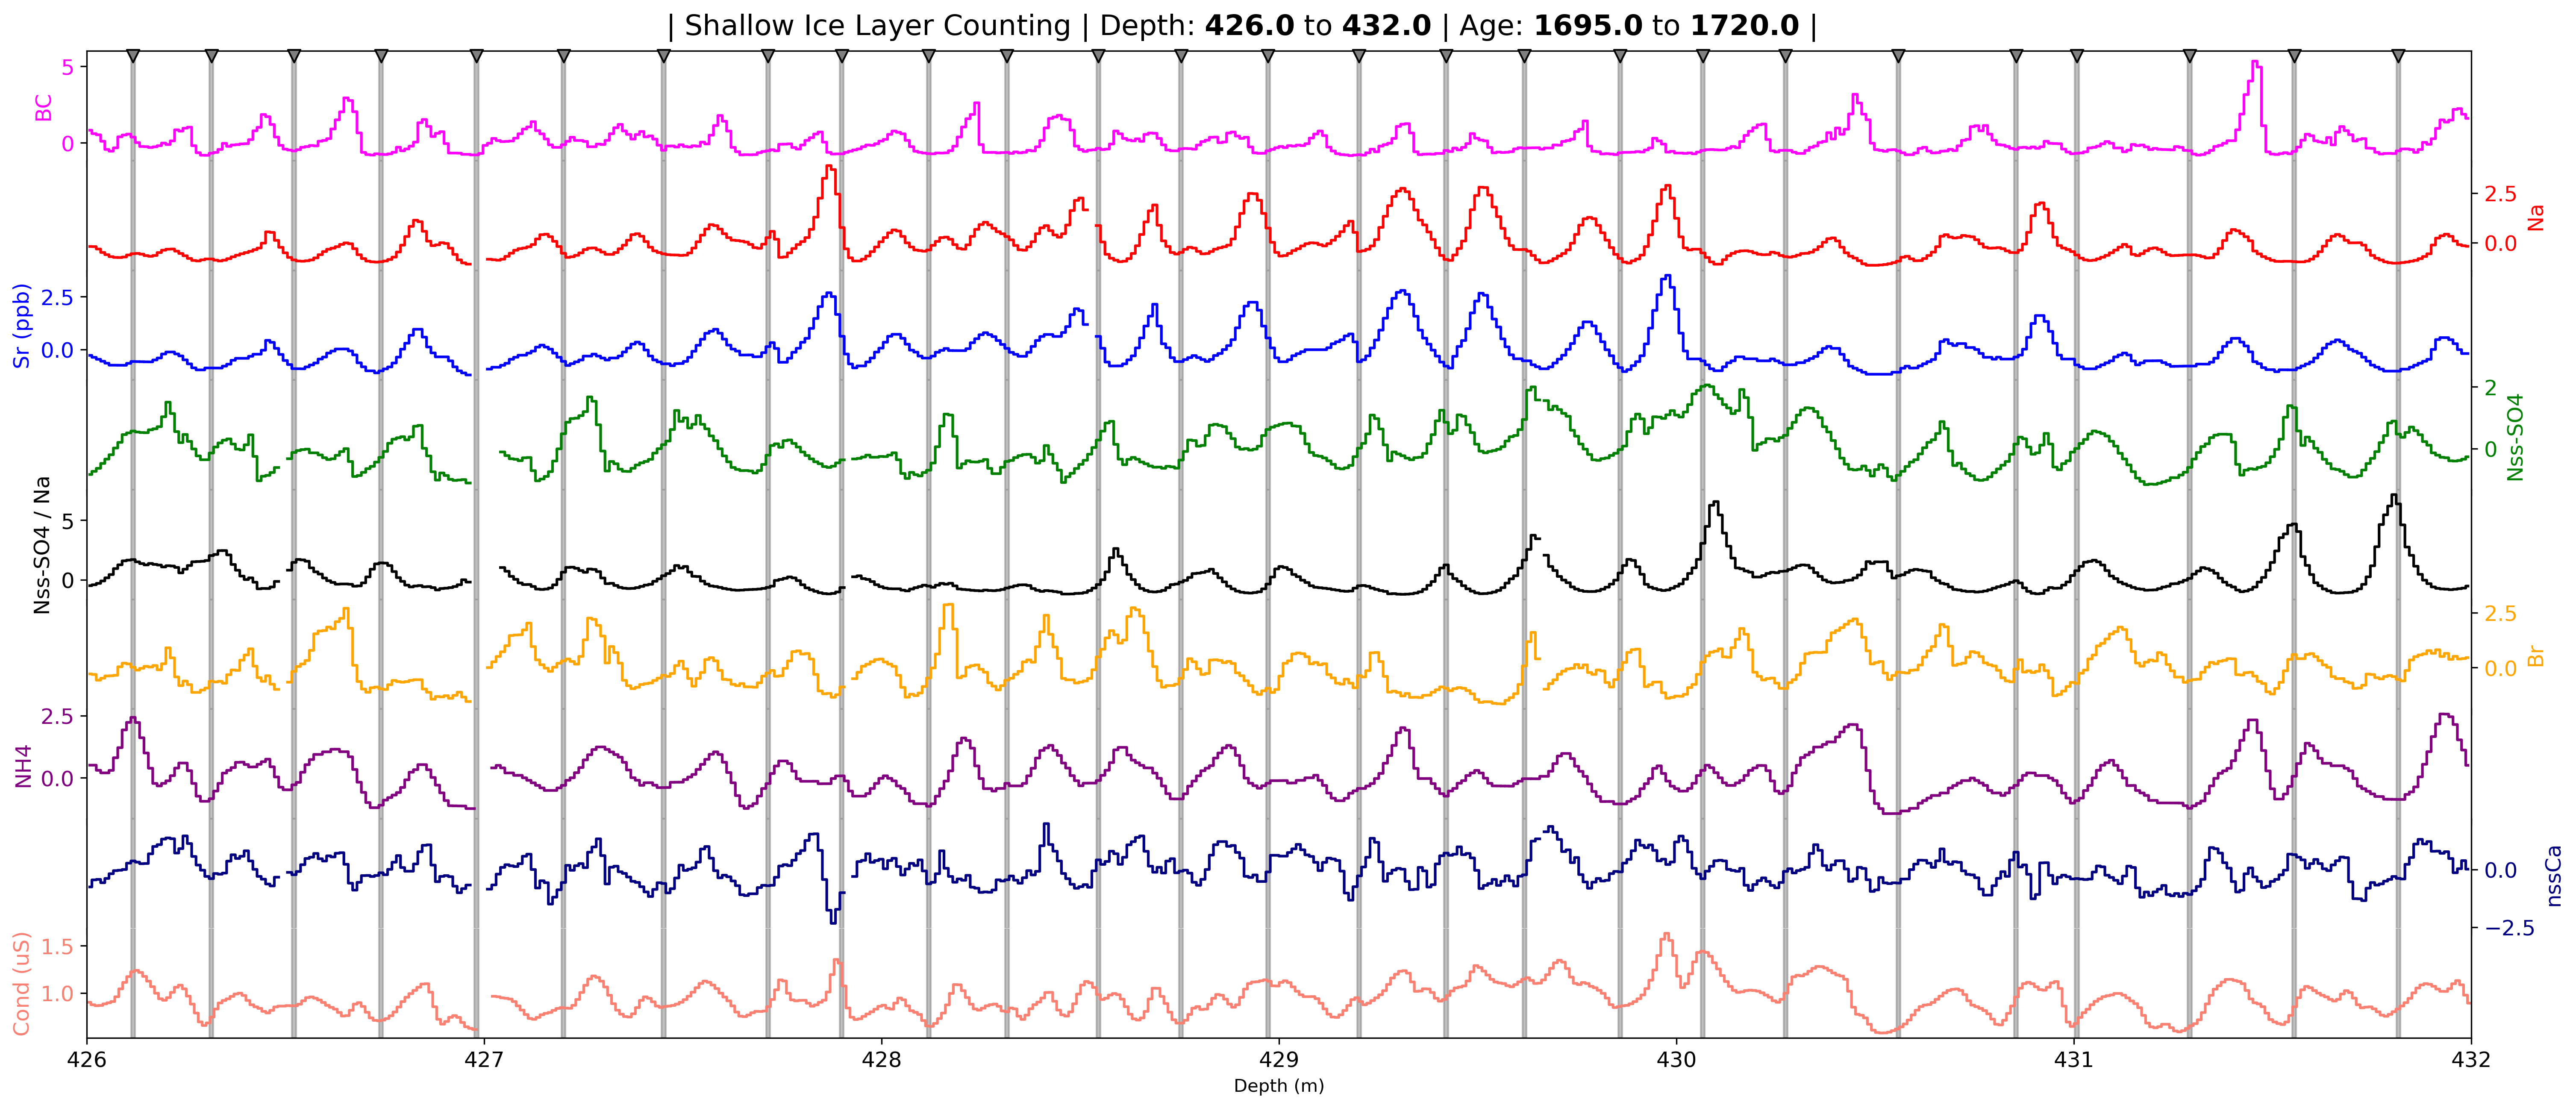 | Shallow Ice Layer Counting | Depth: 426.0 to 432.0 | Age: 1695.0 to 1720.0 |
5
0
BC
2.5
0.0
Na
2.5
0.0
Sr (ppb)
2
0
Nss-SO4
5
0
Nss-SO4 / Na
2.5
0.0
Br
2.5
0.0
NH4
0.0
−2.5
nssCa
1.5
1.0
Cond (uS)
426 427 428 429 430 431 432
Depth (m)